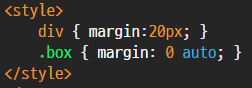 <style>
    div { margin:20px; }
    .box { margin: 0 auto; }
</style>